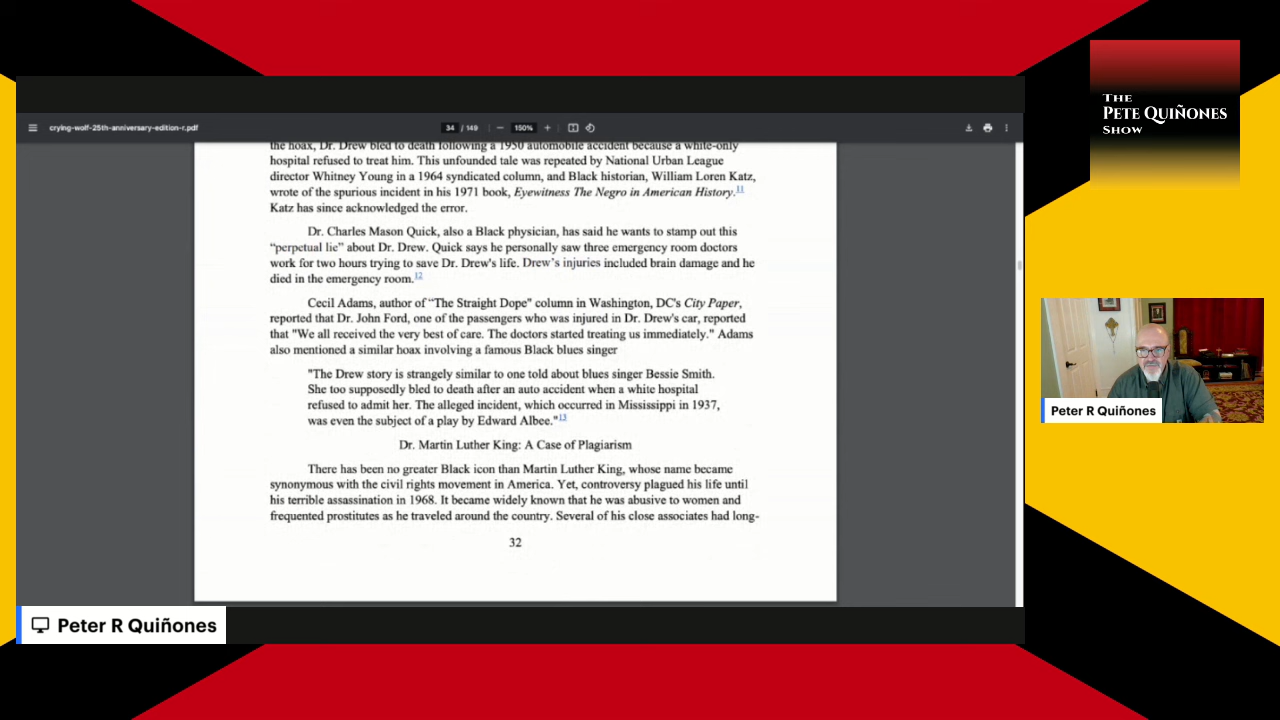 THE
PETE QUIÑONES
SHOW
crying-wolf-25th-anniversary-edition-r.pdf
34 / 149 — 150% +
the hoax, Dr. Drew bled to death following a 1950 automobile accident because a white-only
hospital refused to treat him. This unfounded tale was repeated by National Urban League
director Whitney Young in a 1964 syndicated column, and Black historian, William Loren Katz,
wrote of the spurious incident in his 1971 book, Eyewitness The Negro in American History.11
Katz has since acknowledged the error.
Dr. Charles Mason Quick, also a Black physician, has said he wants to stamp out this
“perpetual lie” about Dr. Drew. Quick says he personally saw three emergency room doctors
work for two hours trying to save Dr. Drew's life. Drew’s injuries included brain damage and he
died in the emergency room.12
Cecil Adams, author of “The Straight Dope" column in Washington, DC's City Paper,
reported that Dr. John Ford, one of the passengers who was injured in Dr. Drew's car, reported
that "We all received the very best of care. The doctors started treating us immediately." Adams
also mentioned a similar hoax involving a famous Black blues singer
"The Drew story is strangely similar to one told about blues singer Bessie Smith.
She too supposedly bled to death after an auto accident when a white hospital
refused to admit her. The alleged incident, which occurred in Mississippi in 1937,
was even the subject of a play by Edward Albee."13
Dr. Martin Luther King: A Case of Plagiarism
There has been no greater Black icon than Martin Luther King, whose name became
synonymous with the civil rights movement in America. Yet, controversy plagued his life until
his terrible assassination in 1968. It became widely known that he was abusive to women and
frequented prostitutes as he traveled around the country. Several of his close associates had long-
32
Peter R Quiñones
Peter R Quiñones